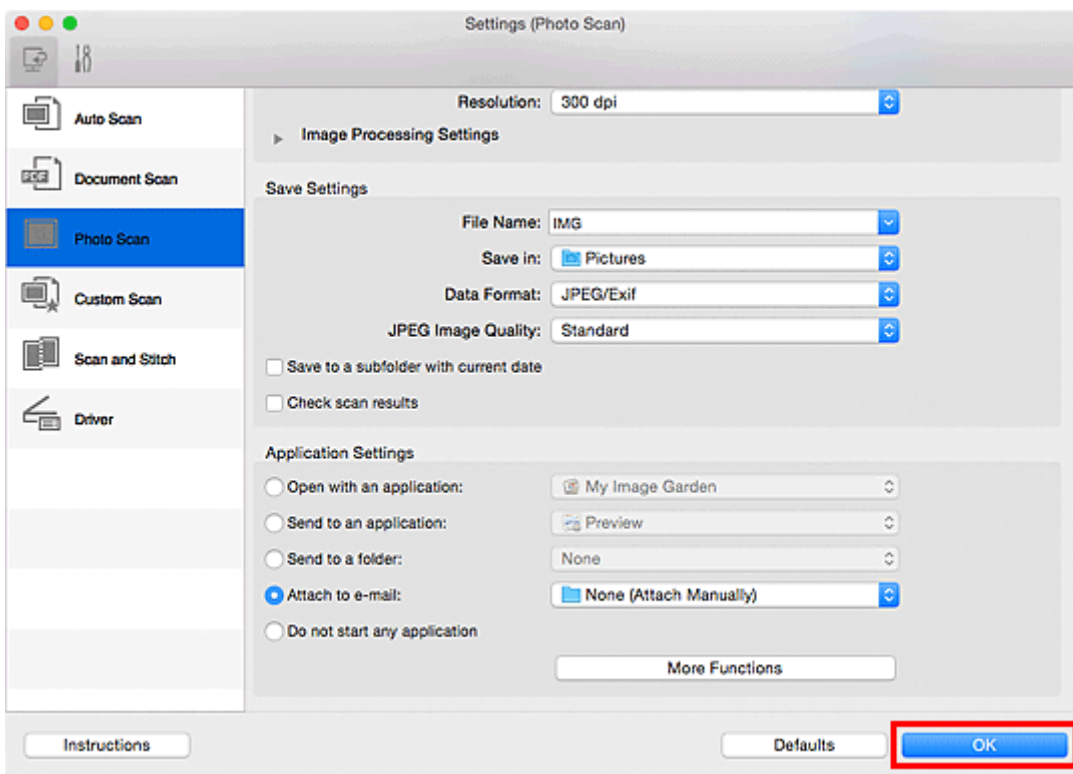 Settings (Photo Scan)
Auto Scan
Document Scan
Photo Scan
Custom Scan
Scan and Stitch
Driver
Resolution: 300 dpi
Image Processing Settings
Save Settings
File Name: IMG
Save in: Pictures
Data Format: JPEG/Exif
JPEG Image Quality: Standard
Save to a subfolder with current date
Check scan results
Application Settings
Open with an application: My Image Garden
Send to an application: Preview
Send to a folder: None
Attach to e-mail: None (Attach Manually)
Do not start any application
More Functions
Instructions Defaults OK